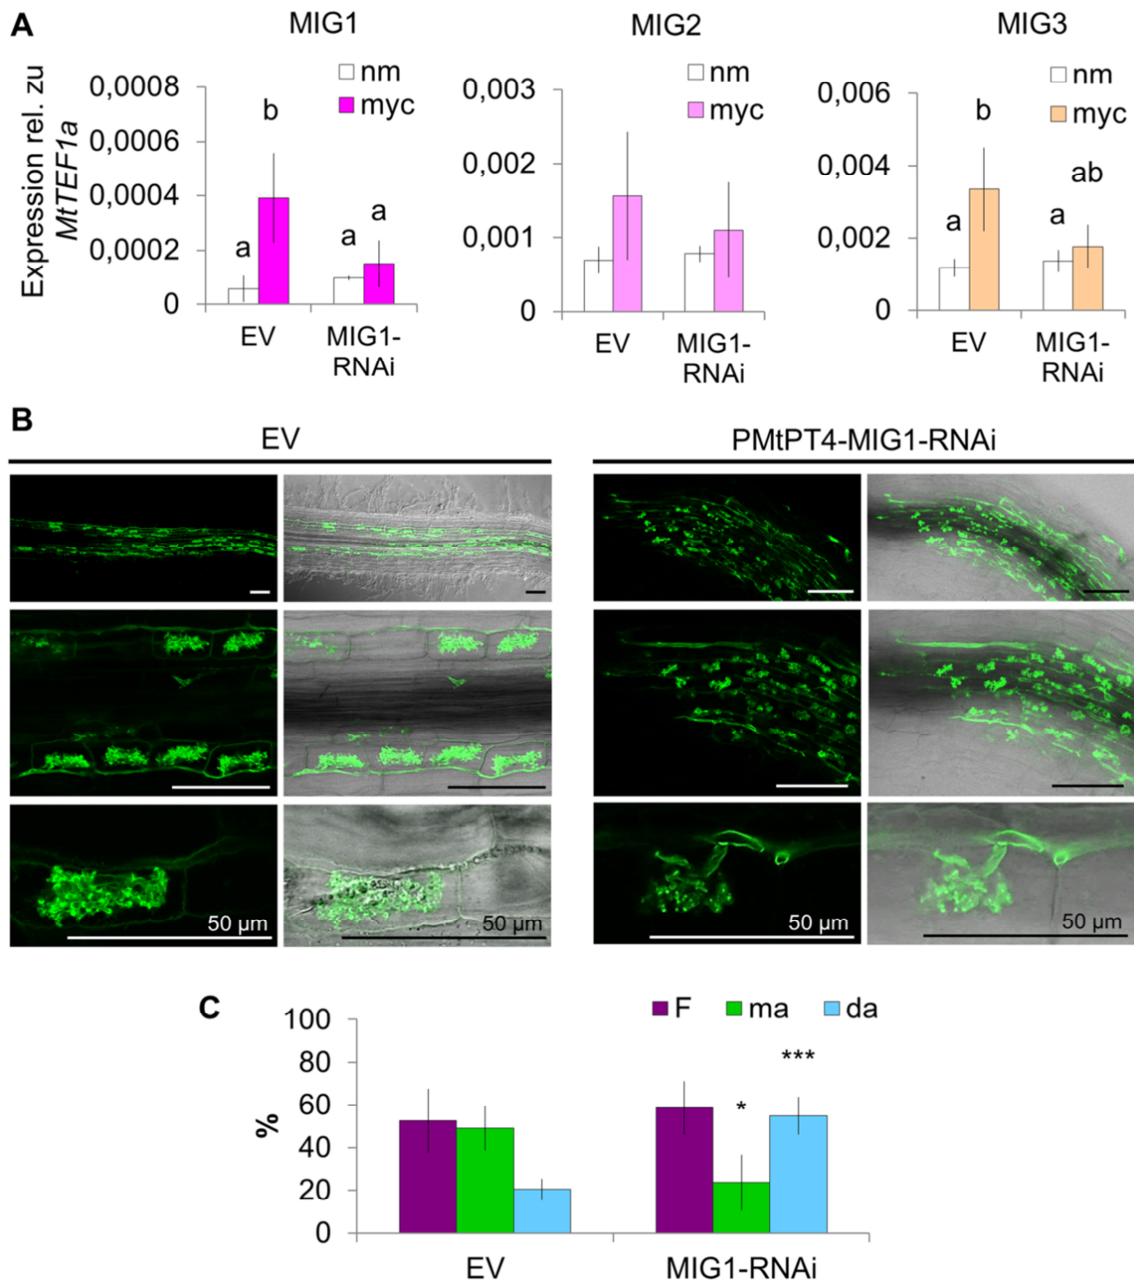 A
MIG1
MIG2
MIG3
Expression rel. zu
MtTEF1a
0,0008
0,0006
0,0004
0,0002
0
nm
myc
a
b
a
a
EV
MIG1-
RNAi
0,003
0,002
0,001
0
nm
myc
EV
MIG1-
RNAi
0,006
0,004
0,002
0
nm
myc
a
b
a
ab
EV
MIG1-
RNAi
B
EV
PMtPT4-MIG1-RNAi
50 µm
50 µm
50 µm
50 µm
C
F
ma
da
%
100
80
60
40
20
0
*
***
EV
MIG1-RNAi